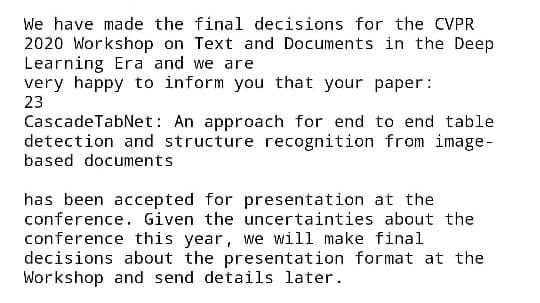 We have made the final decisions for the CVPR
2020 Workshop on Text and Documents in the Deep
Learning Era and we are
very happy to inform you that your paper:
23
CascadeTabNet: An approach for end to end table
detection and structure recognition from image-
based documents
has been accepted for presentation at the
conference. Given the uncertainties about the
conference this year, we will make final
decisions about the presentation format at the
Workshop and send details later.